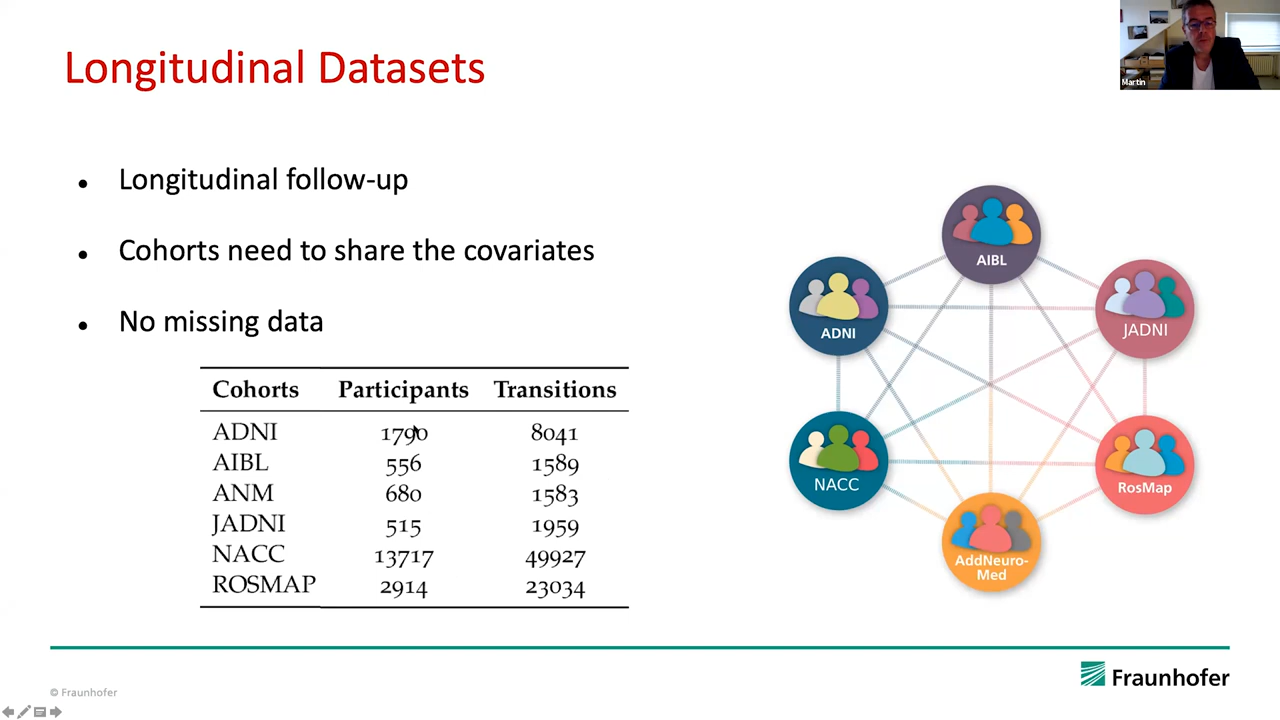 Longitudinal Datasets
Martin
• Longitudinal follow-up
• Cohorts need to share the covariates
• No missing data
Cohorts Participants Transitions
ADNI 1790 8041
AIBL 556 1589
ANM 680 1583
JADNI 515 1959
NACC 13717 49927
ROSMAP 2914 23034
AIBL
ADNI
JADNI
NACC
RosMap
AddNeuro-
Med
Fraunhofer
© Fraunhofer